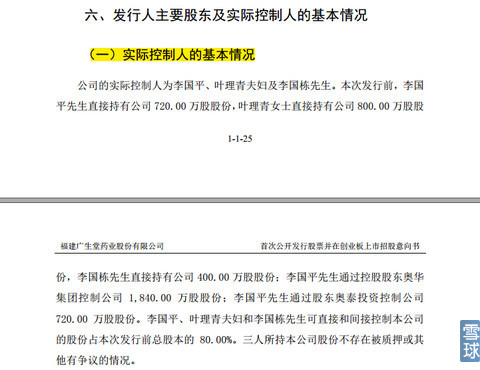 六、发行人主要股东及实际控制人的基本情况
（一）实际控制人的基本情况
公司的实际控制人为李国平、叶理青夫妇及李国栋先生。本次发行前，李国
平先生直接持有公司 720.00 万股股份，叶理青女士直接持有公司 800.00 万股股
1-1-25
福建广生堂药业股份有限公司 首次公开发行股票并在创业板上市招股意向书
份，李国栋先生直接持有公司 400.00 万股股份；李国平先生通过控股股东奥华
集团控制公司 1,840.00 万股股份；李国平先生通过股东奥泰投资控制公司
720.00 万股股份。李国平、叶理青夫妇和李国栋先生可直接和间接控制本公司
的股份占本次发行前总股本的 80.00%。三人所持本公司股份不存在被质押或其
他有争议的情况。
雪球